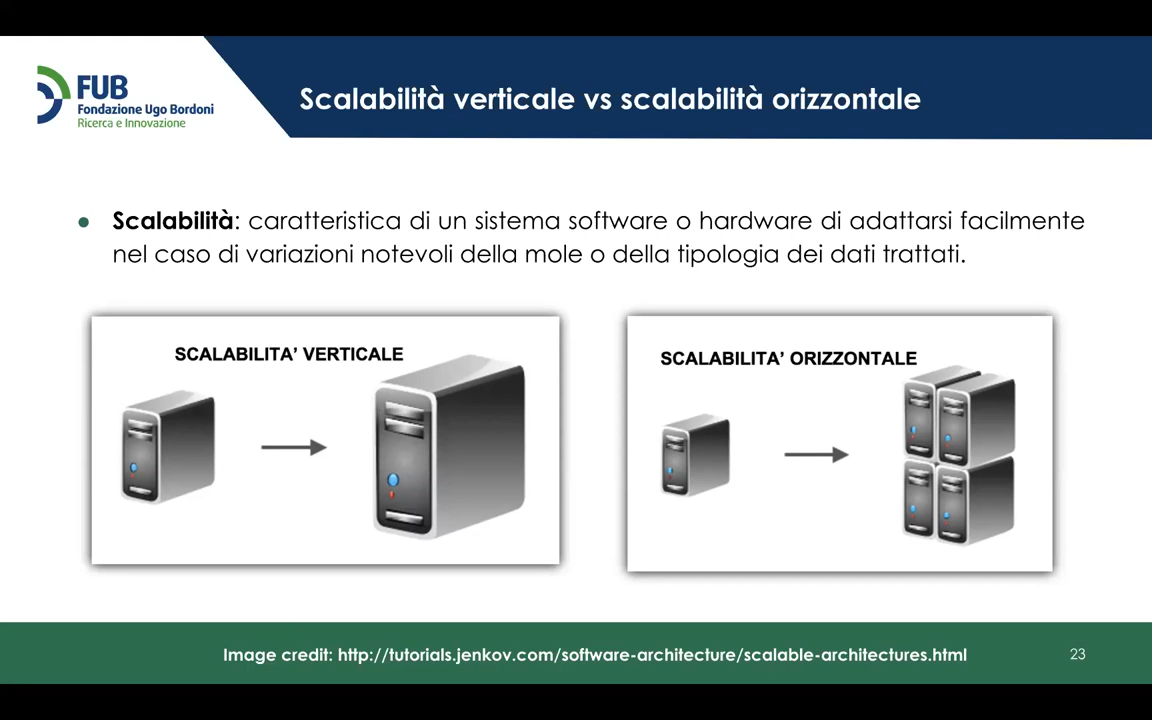 FUB
Fondazione Ugo Bordoni
Ricerca e Innovazione
Scalabilità verticale vs scalabilità orizzontale
● Scalabilità: caratteristica di un sistema software o hardware di adattarsi facilmente
nel caso di variazioni notevoli della mole o della tipologia dei dati trattati.
SCALABILITA’ VERTICALE
SCALABILITA’ ORIZZONTALE
Image credit: http://tutorials.jenkov.com/software-architecture/scalable-architectures.html
23